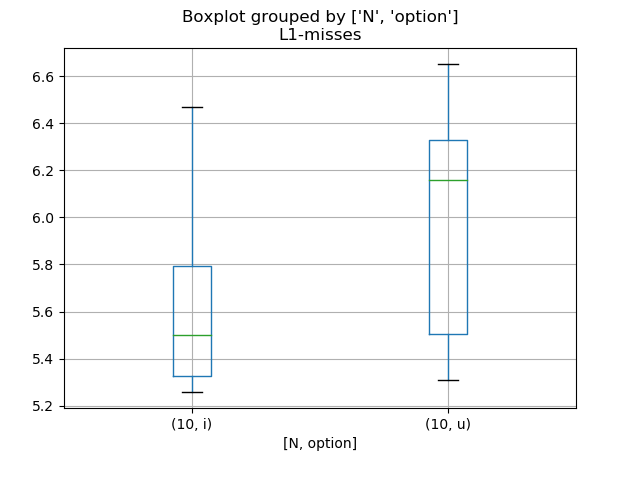 Boxplot grouped by ['N', 'option']
L1-misses
6.6
6.4
6.2
6.0
5.8
5.6
5.4
5.2
(10, i) (10, u)
[N, option]